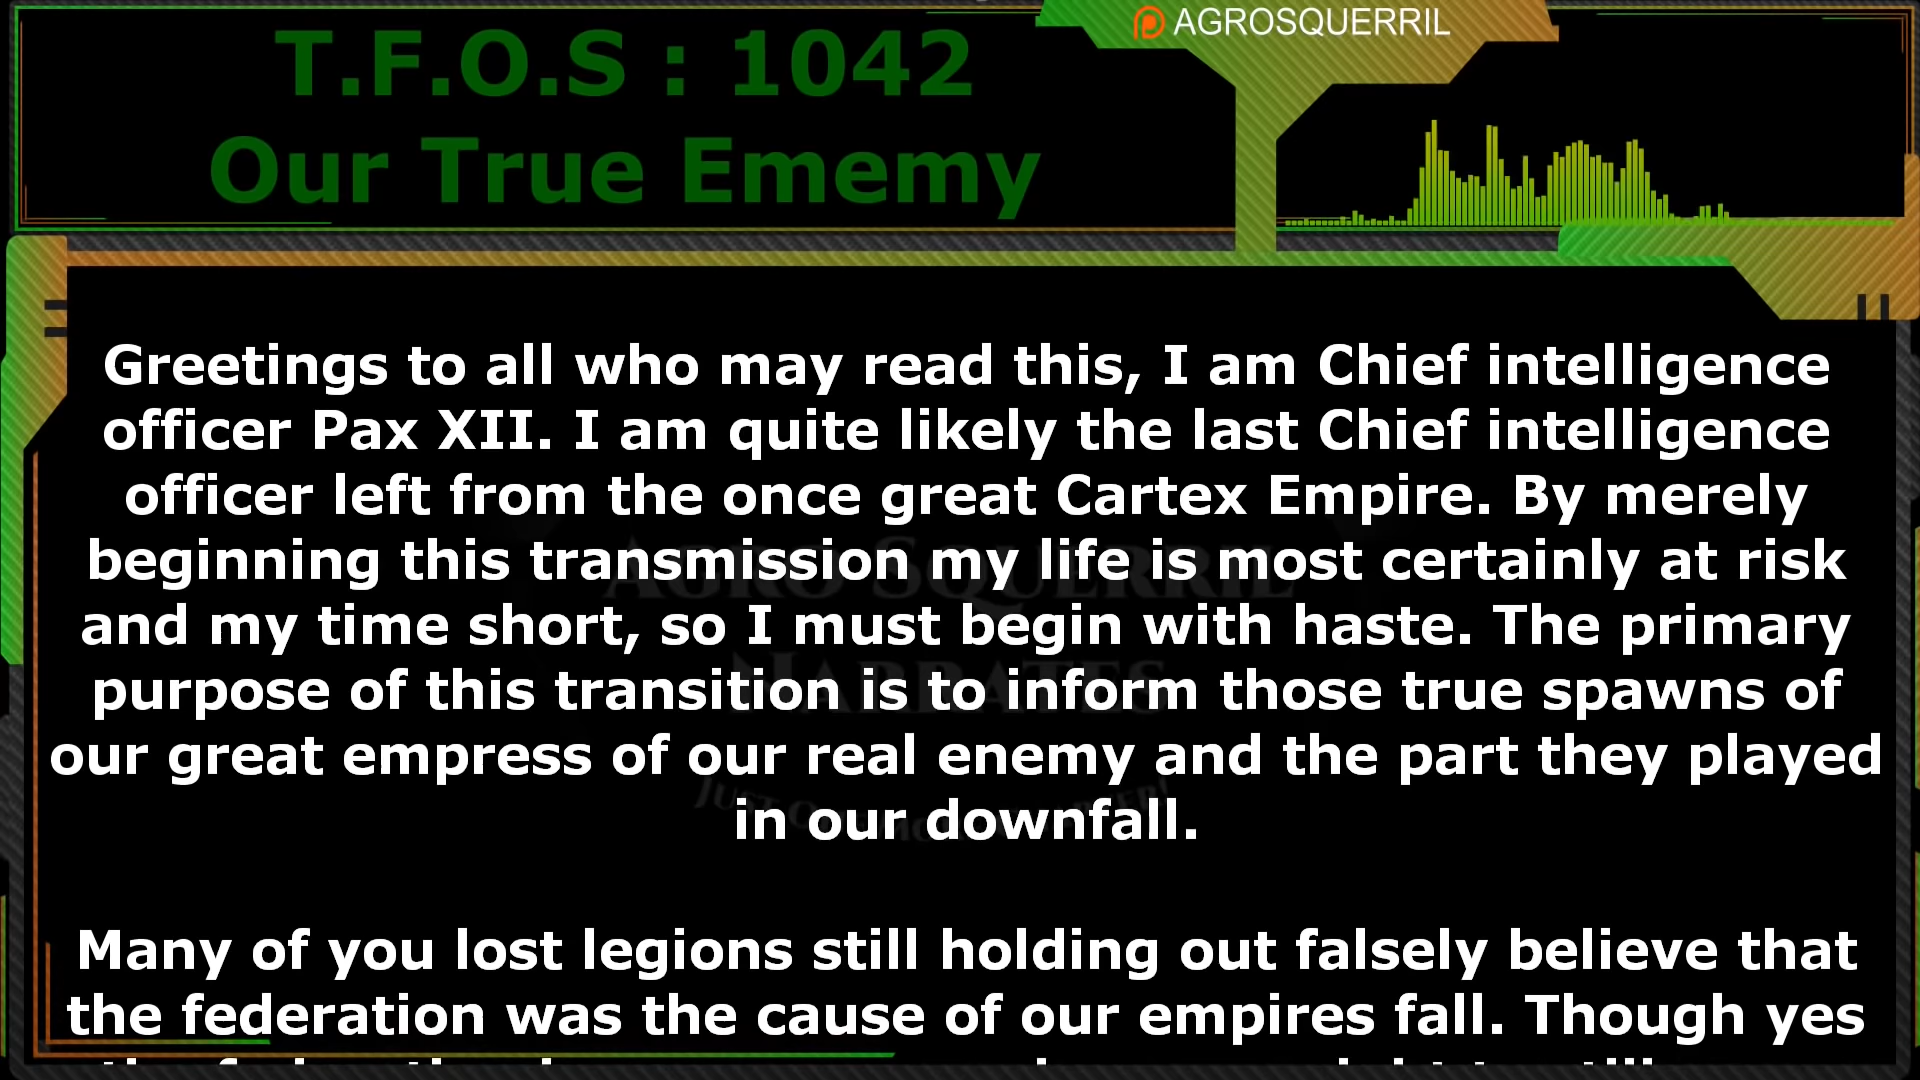 AGROSQUERRIL
T.F.O.S : 1042
Our True Ememy
Greetings to all who may read this, I am Chief intelligence
officer Pax XII. I am quite likely the last Chief intelligence
officer left from the once great Cartex Empire. By merely
beginning this transmission my life is most certainly at risk
and my time short, so I must begin with haste. The primary
purpose of this transition is to inform those true spawns of
our great empress of our real enemy and the part they played
in our downfall.
Many of you lost legions still holding out falsely believe that
the federation was the cause of our empires fall. Though yes
AGRO SQUERRIL
NARRATES